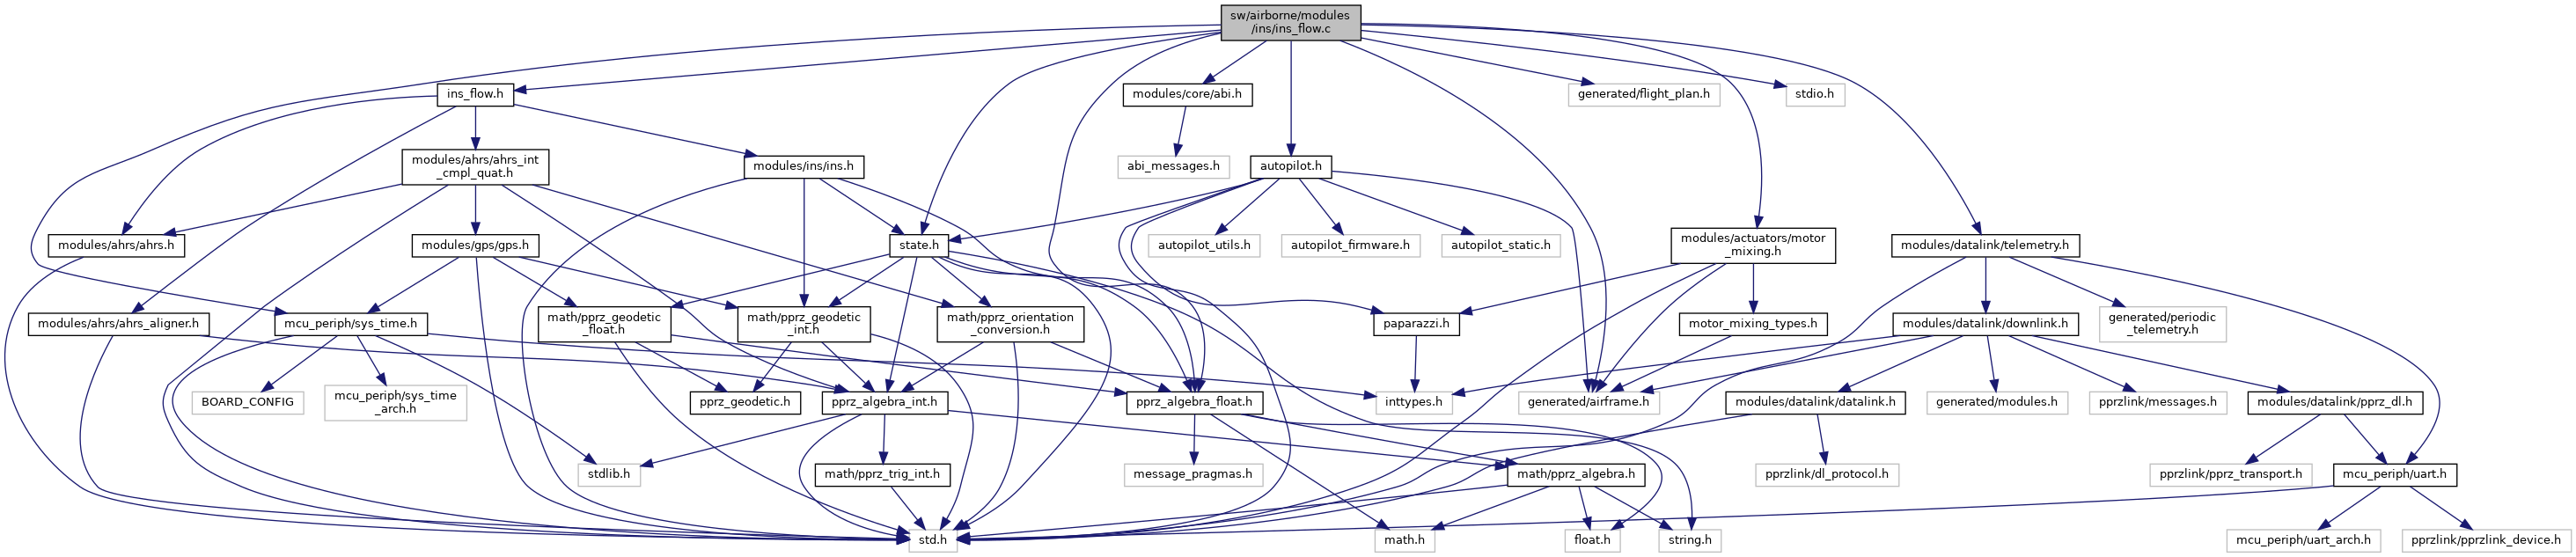 sw/airborne/modules
/ins/ins_flow.c
ins_flow.h
modules/core/abi.h
generated/flight_plan.h
stdio.h
modules/ahrs/ahrs_int
_cmpl_quat.h
modules/ins/ins.h
abi_messages.h
autopilot.h
modules/ahrs/ahrs.h
modules/gps/gps.h
state.h
autopilot_utils.h
autopilot_firmware.h
autopilot_static.h
modules/actuators/motor
_mixing.h
modules/datalink/telemetry.h
modules/ahrs/ahrs_aligner.h
mcu_periph/sys_time.h
math/pprz_geodetic
_float.h
math/pprz_geodetic
_int.h
math/pprz_orientation
_conversion.h
paparazzi.h
motor_mixing_types.h
modules/datalink/downlink.h
generated/periodic
_telemetry.h
BOARD_CONFIG
mcu_periph/sys_time
_arch.h
pprz_geodetic.h
pprz_algebra_int.h
pprz_algebra_float.h
inttypes.h
generated/airframe.h
modules/datalink/datalink.h
generated/modules.h
pprzlink/messages.h
modules/datalink/pprz_dl.h
stdlib.h
math/pprz_trig_int.h
message_pragmas.h
math/pprz_algebra.h
pprzlink/dl_protocol.h
pprzlink/pprz_transport.h
mcu_periph/uart.h
std.h
math.h
float.h
string.h
mcu_periph/uart_arch.h
pprzlink/pprzlink_device.h